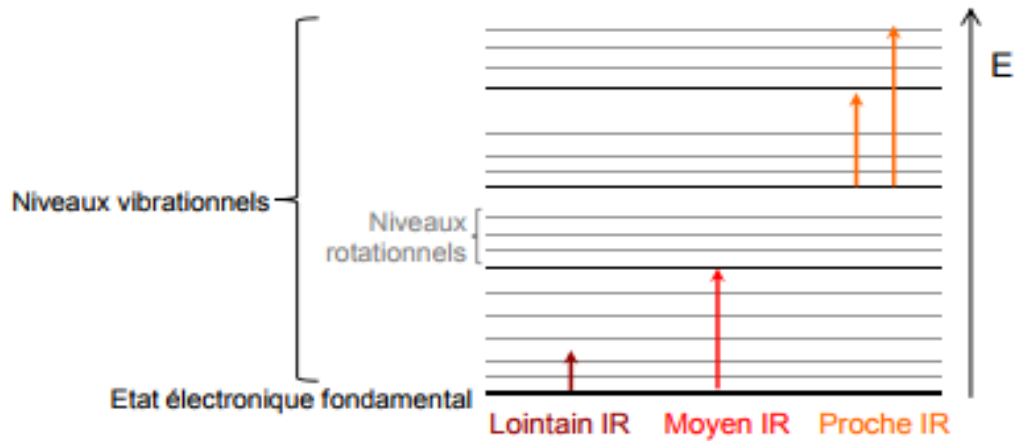 E
Niveaux vibrationnels
Niveaux
rotationnels
Etat électronique fondamental
Lointain IR
Moyen IR
Proche IR